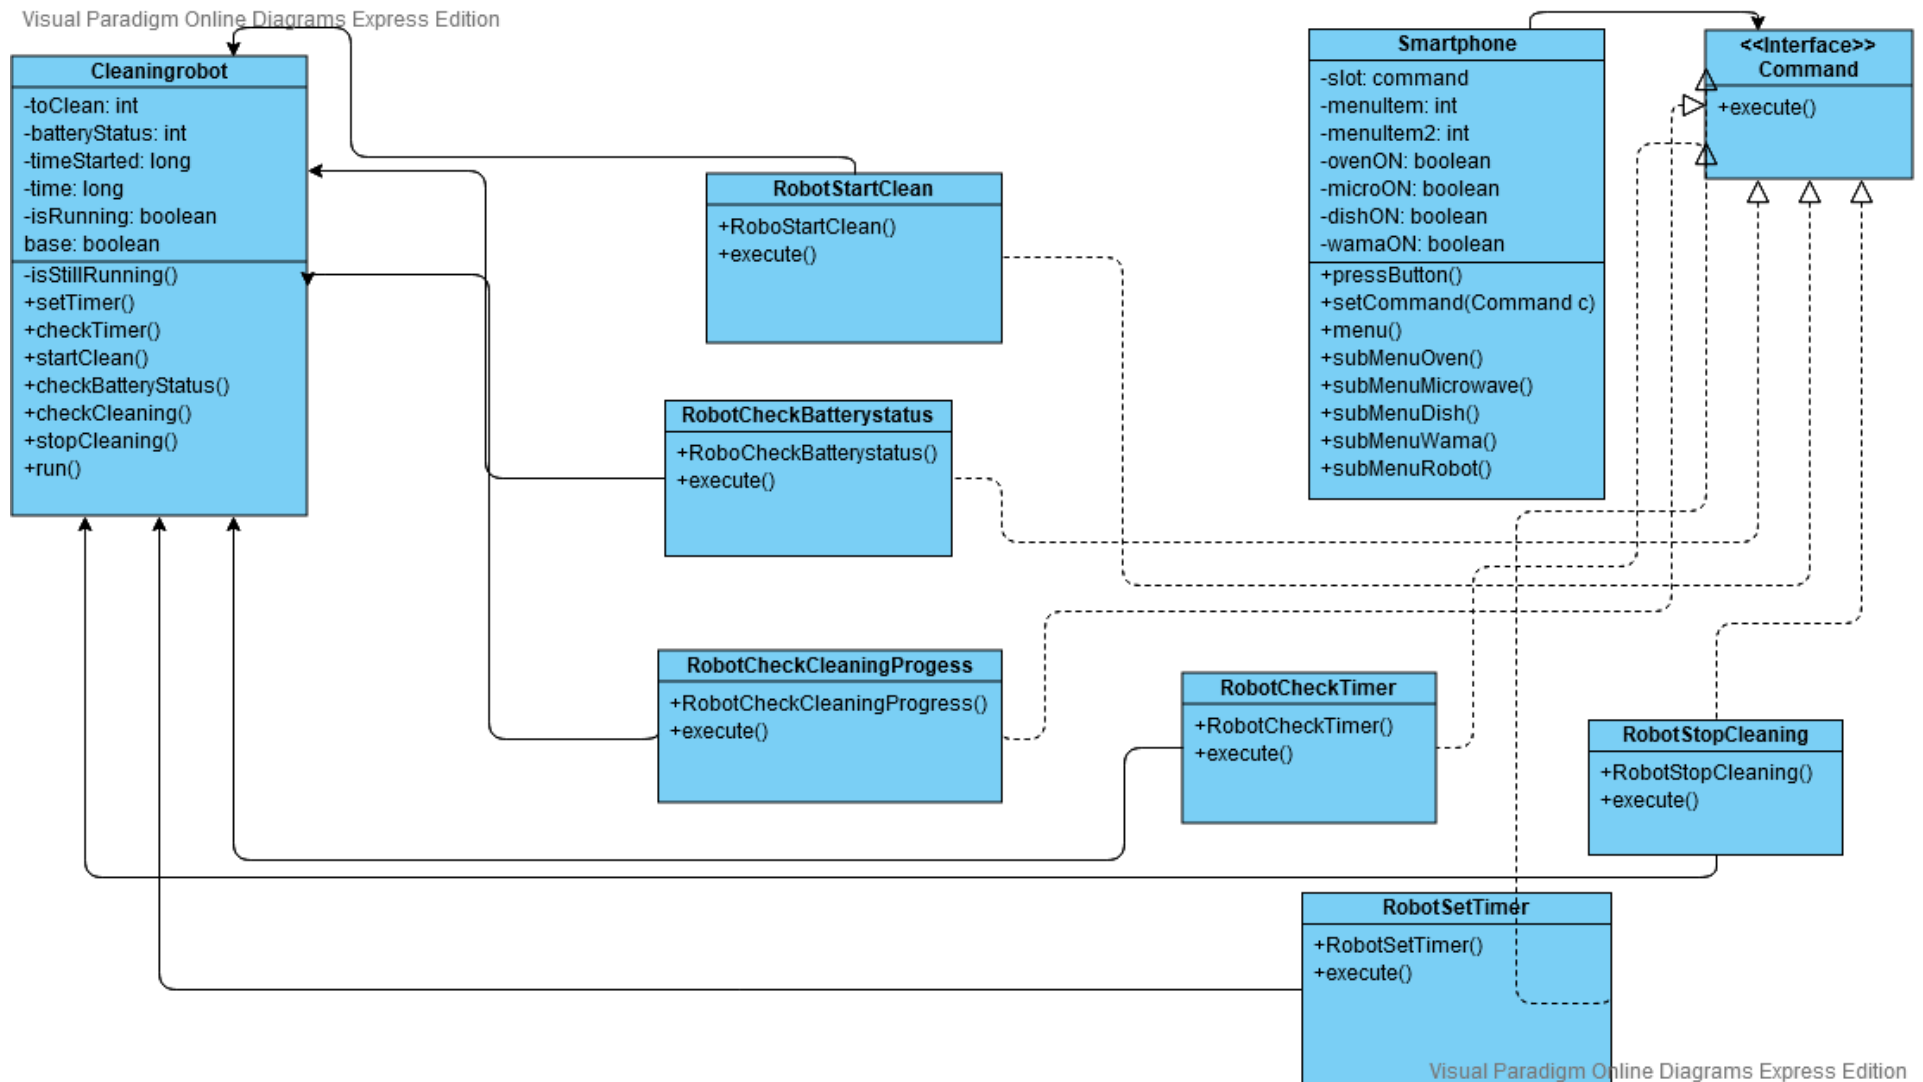 Visual Paradigm Online Diagrams Express Edition
Cleaningrobot
-toClean: int
-batteryStatus: int
-timeStarted: long
-time: long
-isRunning: boolean
base: boolean
-isStillRunning()
+setTimer()
+checkTimer()
+startClean()
+checkBatteryStatus()
+checkCleaning()
+stopCleaning()
+run()
RobotStartClean
+RoboStartClean()
+execute()
RobotCheckBatterystatus
+RoboCheckBatterystatus()
+execute()
RobotCheckCleaningProgess
+RobotCheckCleaningProgress()
+execute()
Smartphone
-slot: command
-menuItem: int
-menuItem2: int
-ovenON: boolean
-microON: boolean
-dishON: boolean
-wamaON: boolean
+pressButton()
+setCommand(Command c)
+menu()
+subMenuOven()
+subMenuMicrowave()
+subMenuDish()
+subMenuWama()
+subMenuRobot()
<<Interface>>
Command
+execute()
RobotCheckTimer
+RobotCheckTimer()
+execute()
RobotStopCleaning
+RobotStopCleaning()
+execute()
RobotSetTimer
+RobotSetTimer()
+execute()
Visual Paradigm Online Diagrams Express Edition